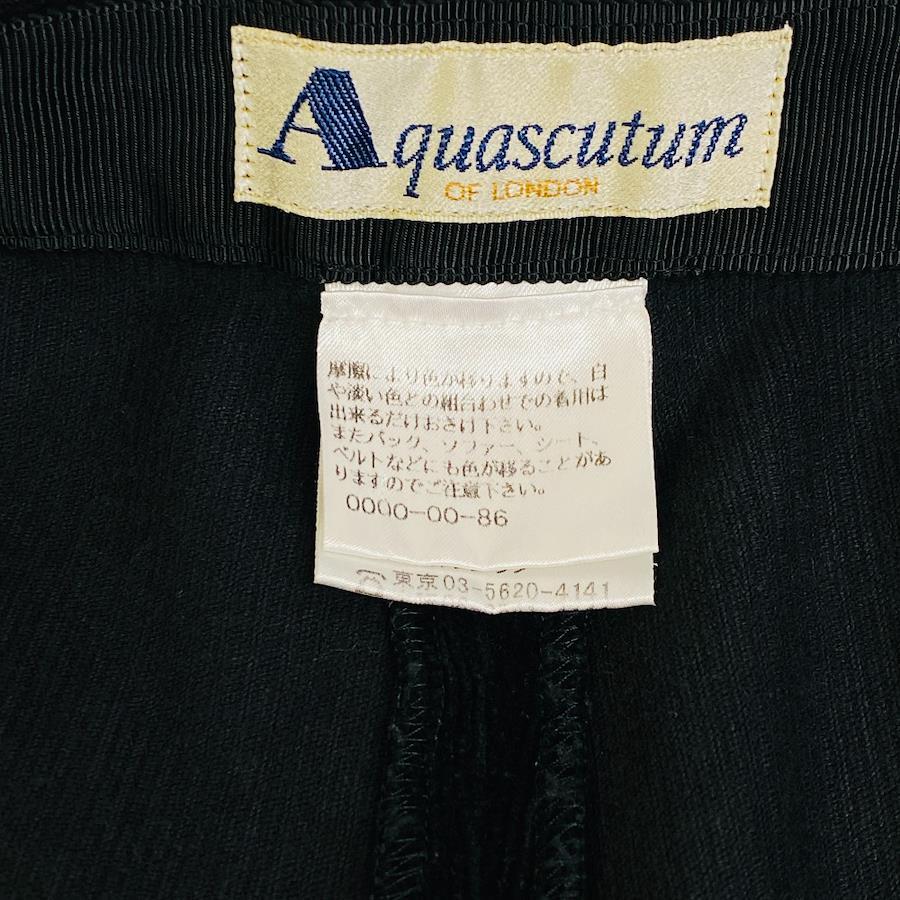 Aquascutum
OF LONDON
摩擦により色が移りますので、白
や淡い色との組合わせでの着用は
出来るだけおさけ下さい。
またバッグ、ソファー、シート、
ベルトなどにも色が移ることがあ
りますのでご注意下さい。
0000-00-86
☎東京03-5620-4141